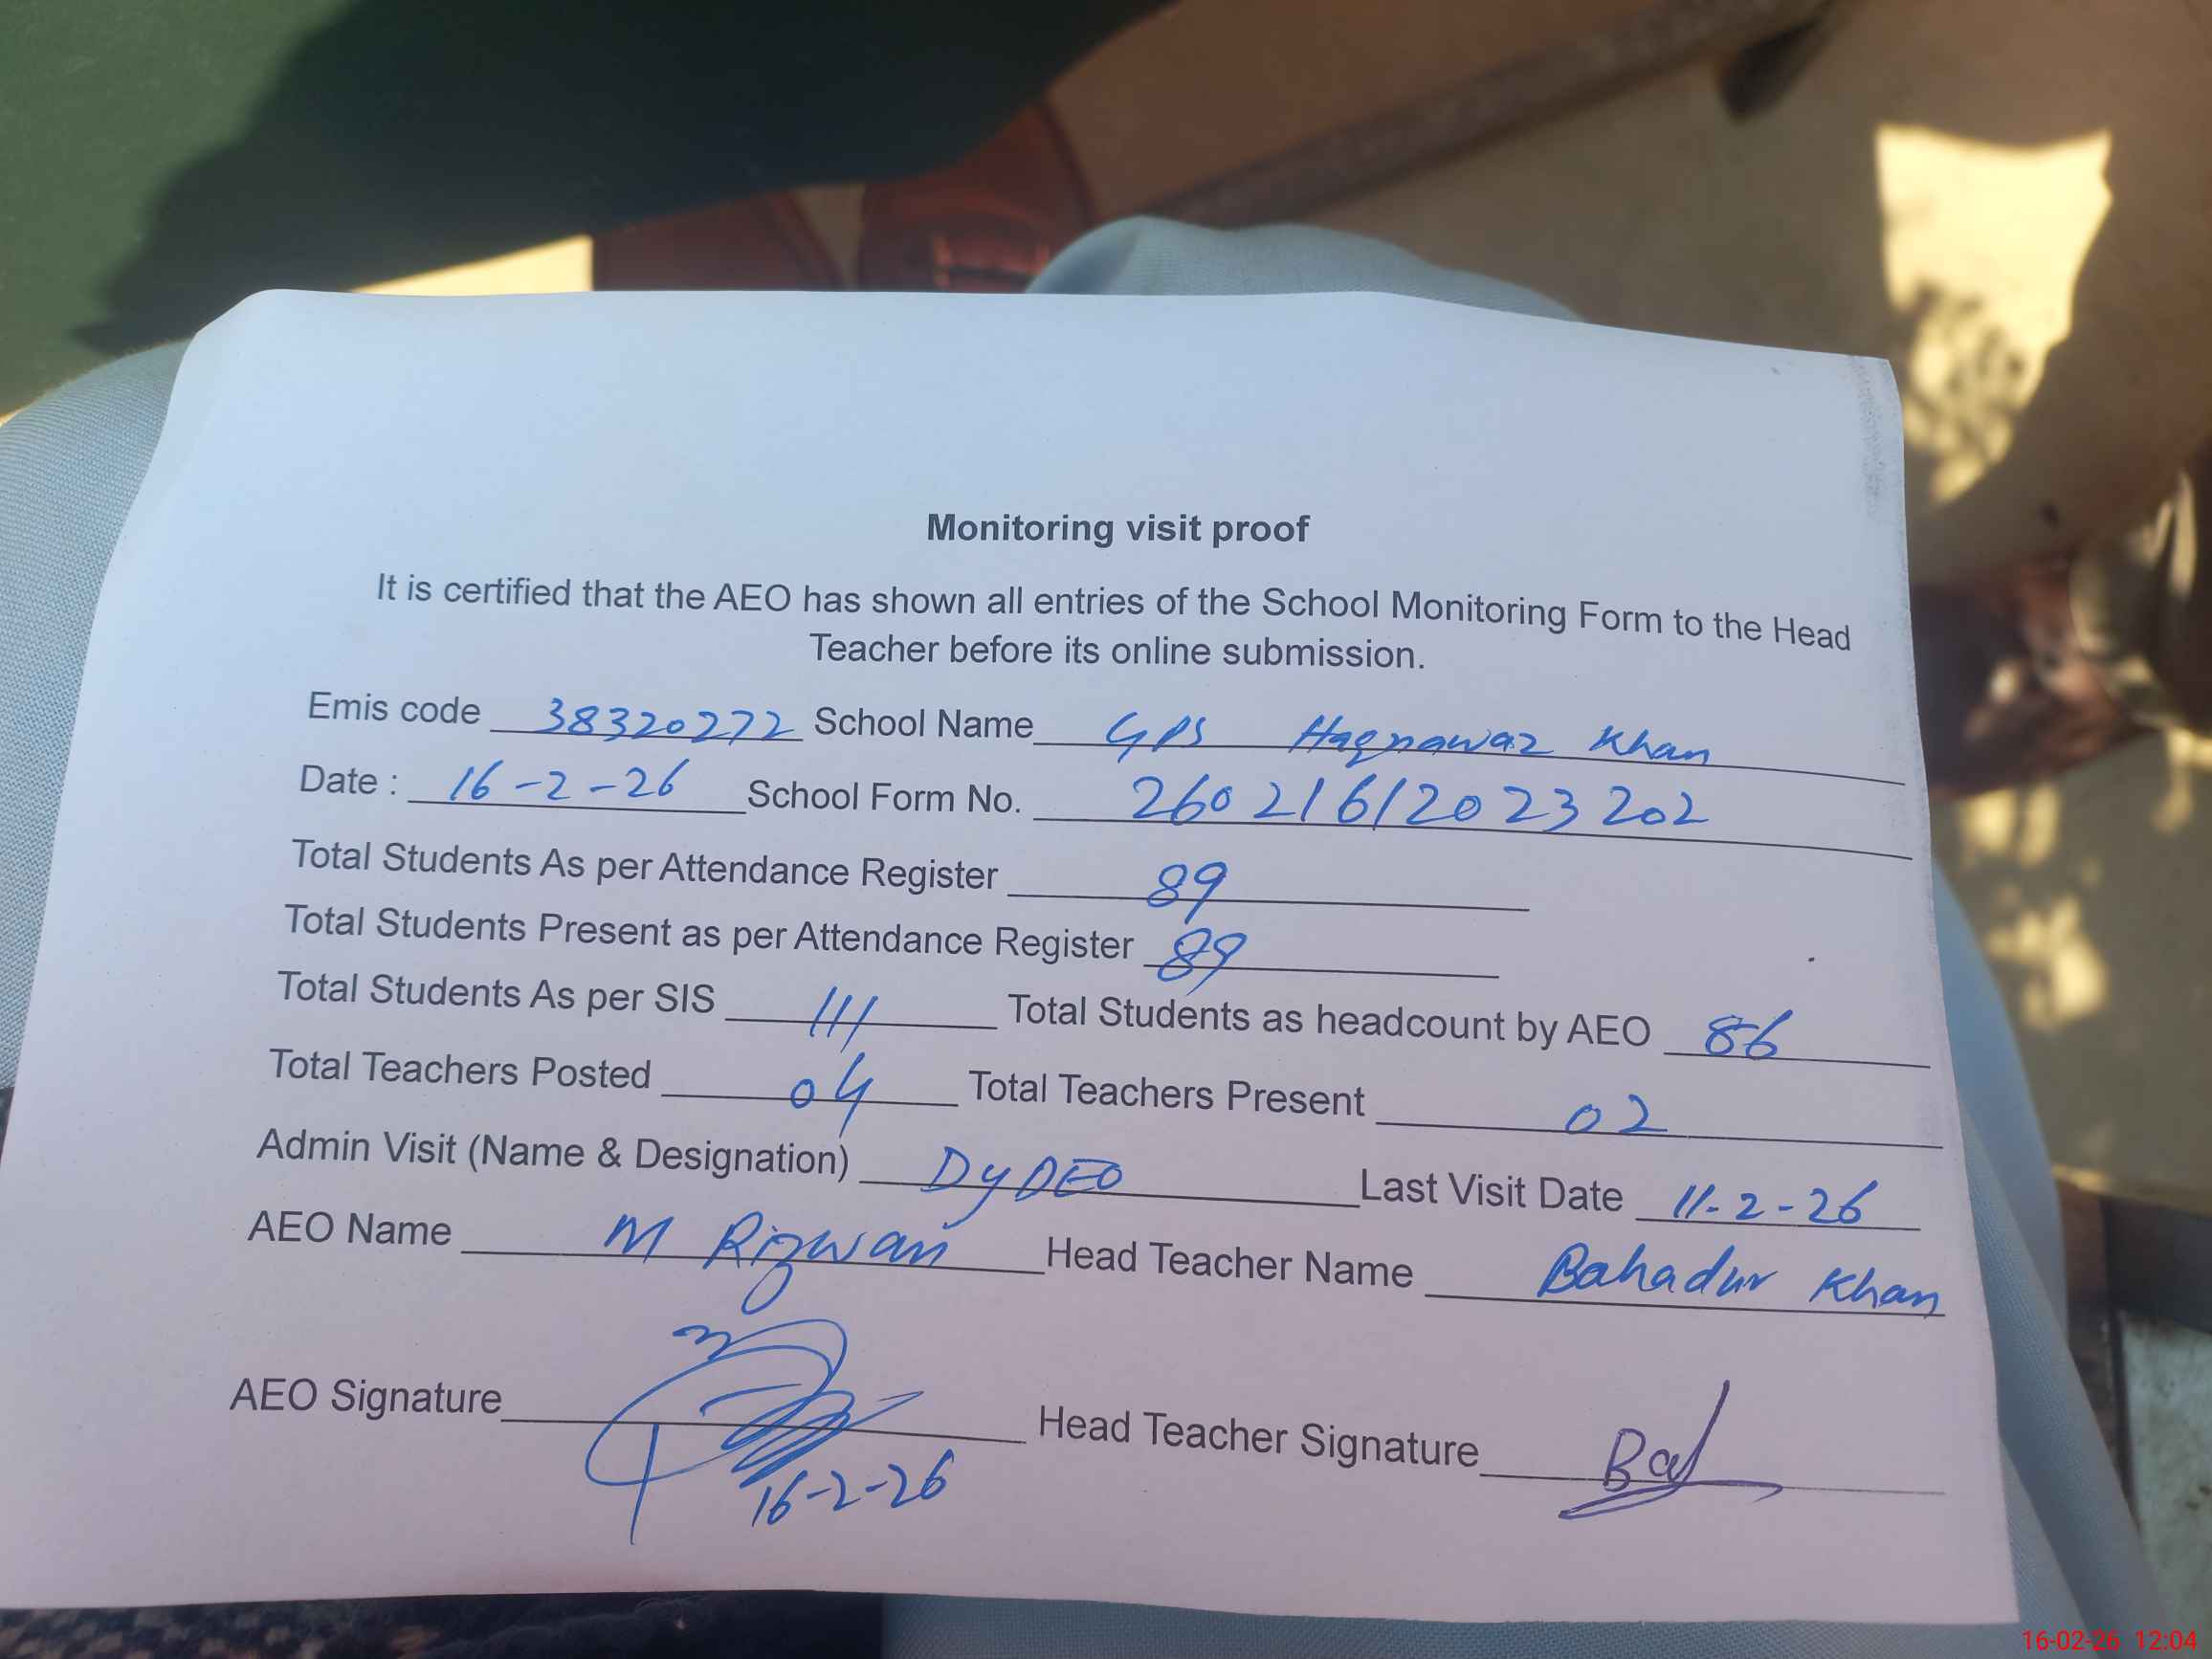 Monitoring visit proof
It is certified that the AEO has shown all entries of the School Monitoring Form to the Head
Teacher before its online submission.
Emis code 38320272 School Name GPS Haqnawaz Khan
Date : 16-2-26 School Form No. 26021612023202
Total Students As per Attendance Register 89
Total Students Present as per Attendance Register 89
Total Students As per SIS 111 Total Students as headcount by AEO 86
Total Teachers Posted 04 Total Teachers Present 02
Admin Visit (Name & Designation) Dy DEO Last Visit Date 11-2-26
AEO Name M Rizwan Head Teacher Name Bahadur Khan
AEO Signature Head Teacher Signature
16-2-26
16-02-26 12:04